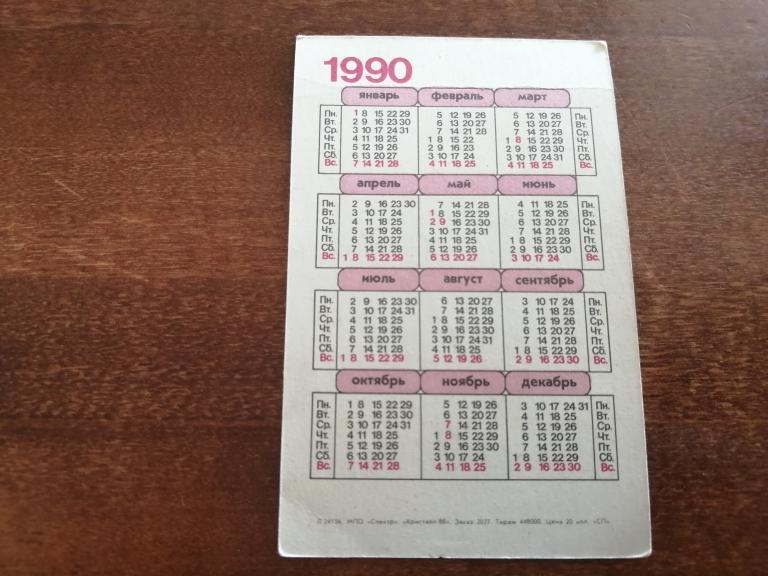 1990
январь февраль март
Пн. 1 8 15 22 29 5 12 19 26 5 12 19 26 Пн.
Вт. 2 9 16 23 30 6 13 20 27 6 13 20 27 Вт.
Ср. 3 10 17 24 31 7 14 21 28 7 14 21 28 Ср.
Чт. 4 11 18 25 1 8 15 22 1 8 15 22 29 Чт.
Пт. 5 12 19 26 2 9 16 23 2 9 16 23 30 Пт.
Сб. 6 13 20 27 3 10 17 24 3 10 17 24 31 Сб.
Вс. 7 14 21 28 4 11 18 25 4 11 18 25 Вс.
апрель май июнь
Пн. 2 9 16 23 30 7 14 21 28 4 11 18 25 Пн.
Вт. 3 10 17 24 1 8 15 22 29 5 12 19 26 Вт.
Ср. 4 11 18 25 2 9 16 23 30 6 13 20 27 Ср.
Чт. 5 12 19 26 3 10 17 24 31 7 14 21 28 Чт.
Пт. 6 13 20 27 4 11 18 25 1 8 15 22 29 Пт.
Сб. 7 14 21 28 5 12 19 26 2 9 16 23 30 Сб.
Вс. 1 8 15 22 29 6 13 20 27 3 10 17 24 Вс.
июль август сентябрь
Пн. 2 9 16 23 30 6 13 20 27 3 10 17 24 Пн.
Вт. 3 10 17 24 31 7 14 21 28 4 11 18 25 Вт.
Ср. 4 11 18 25 1 8 15 22 29 5 12 19 26 Ср.
Чт. 5 12 19 26 2 9 16 23 30 6 13 20 27 Чт.
Пт. 6 13 20 27 3 10 17 24 31 7 14 21 28 Пт.
Сб. 7 14 21 28 4 11 18 25 1 8 15 22 29 Сб.
Вс. 1 8 15 22 29 5 12 19 26 2 9 16 23 30 Вс.
октябрь ноябрь декабрь
Пн. 1 8 15 22 29 5 12 19 26 3 10 17 24 31 Пн.
Вт. 2 9 16 23 30 6 13 20 27 4 11 18 25 Вт.
Ср. 3 10 17 24 31 7 14 21 28 5 12 19 26 Ср.
Чт. 4 11 18 25 1 8 15 22 29 6 13 20 27 Чт.
Пт. 5 12 19 26 2 9 16 23 30 7 14 21 28 Пт.
Сб. 6 13 20 27 3 10 17 24 1 8 15 22 29 Сб.
Вс. 7 14 21 28 4 11 18 25 2 9 16 23 30 Вс.
МПО «Спектр». «Кристалл-88». Заказ 2027. Тираж 448000. Цена 20 коп. «СП»